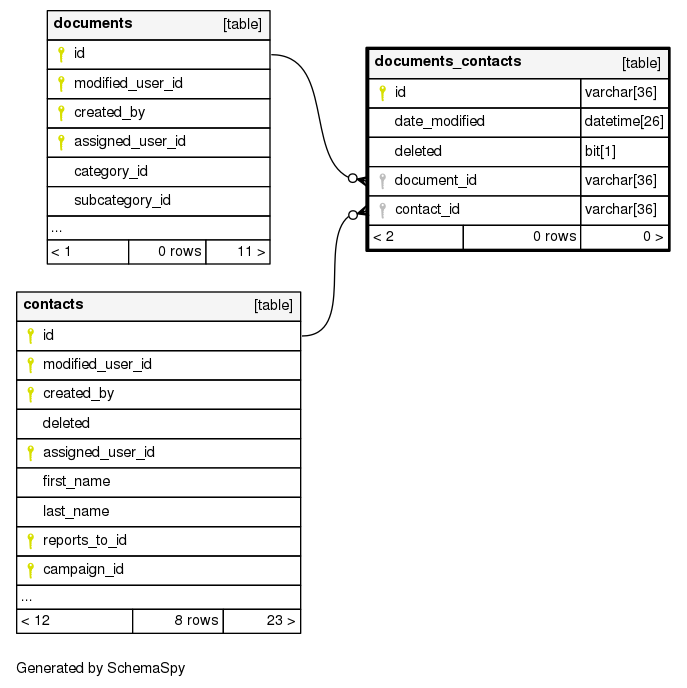 documents [table]
id
modified_user_id
created_by
assigned_user_id
category_id
subcategory_id
...
< 1 0 rows 11 >
documents_contacts [table]
id varchar[36]
date_modified datetime[26]
deleted bit[1]
document_id varchar[36]
contact_id varchar[36]
< 2 0 rows 0 >
contacts [table]
id
modified_user_id
created_by
deleted
assigned_user_id
first_name
last_name
reports_to_id
campaign_id
...
< 12 8 rows 23 >
Generated by SchemaSpy